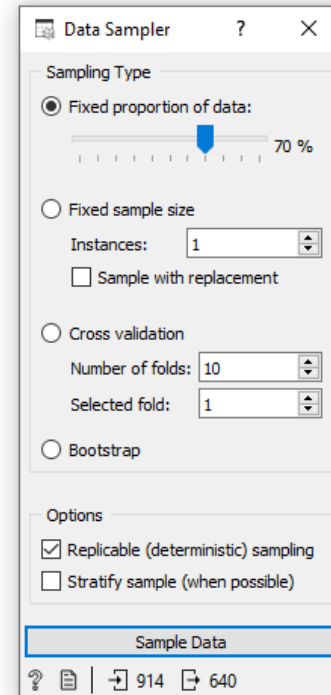 Data Sampler ? ×
Sampling Type
Fixed proportion of data:
70 %
Fixed sample size
Instances: 1
Sample with replacement
Cross validation
Number of folds: 10
Selected fold: 1
Bootstrap
Options
Replicable (deterministic) sampling
Stratify sample (when possible)
Sample Data
? 914 640